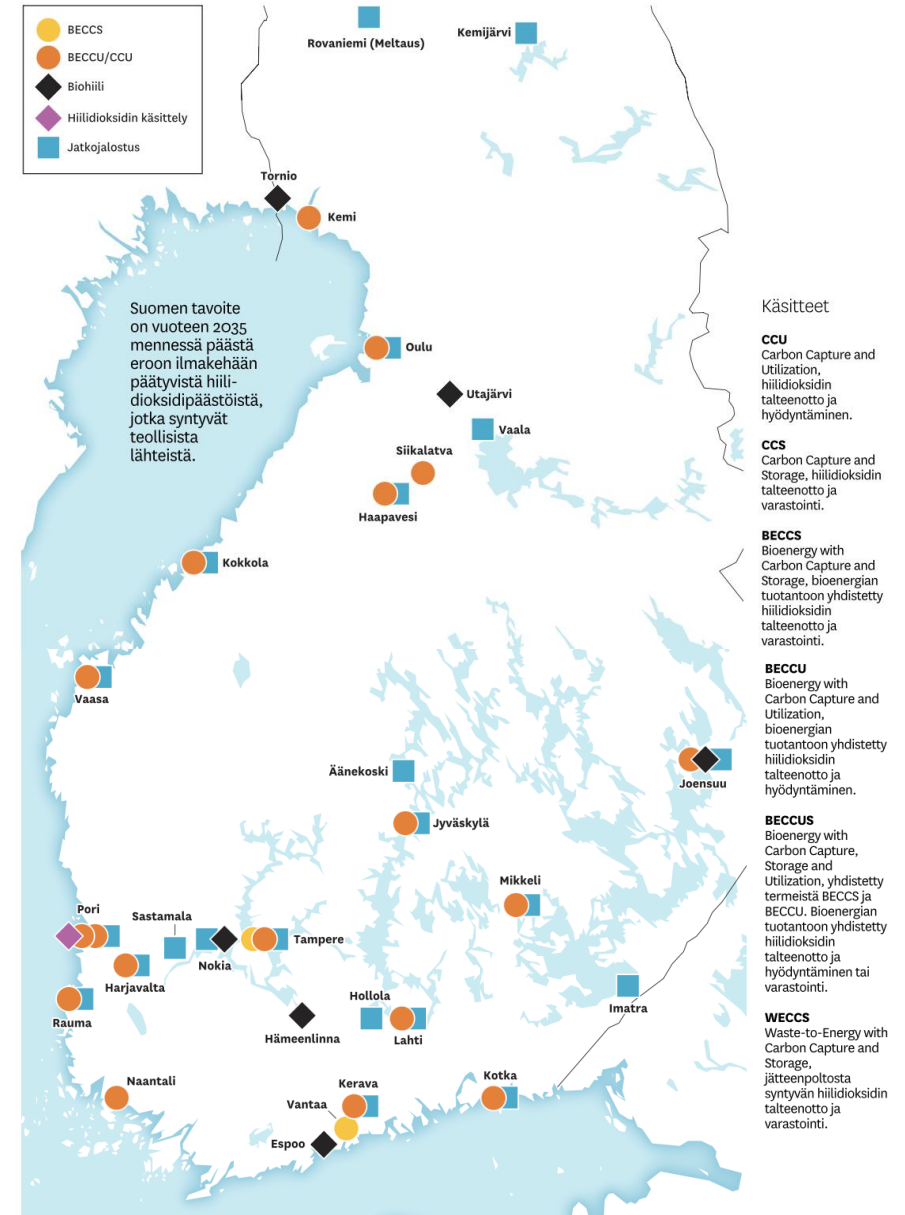 BECCS
BECCU/CCU
Biohiili
Hiilidioksidin käsittely
Jatkojalostus
Rovaniemi (Meltaus)
Kemijärvi
Tornio
Kemi
Suomen tavoite
on vuoteen 2035
mennessä päästä
eroon ilmakehään
päätyvistä hiili-
dioksidipäästöistä,
jotka syntyvät
teollisista
lähteistä.
Oulu
Utajärvi
Vaala
Siikalatva
Haapavesi
Kokkola
Vaasa
Äänekoski
Joensuu
Jyväskylä
Mikkeli
Pori
Sastamala
Tampere
Nokia
Harjavalta
Rauma
Hollola
Imatra
Hämeenlinna
Lahti
Naantali
Kerava
Kotka
Vantaa
Espoo
Käsitteet
CCU
Carbon Capture and
Utilization,
hiilidioksidin
talteenotto ja
hyödyntäminen.
CCS
Carbon Capture and
Storage, hiilidioksidin
talteenotto ja
varastointi.
BECCS
Bioenergy with
Carbon Capture and
Storage, bioenergian
tuotantoon yhdistetty
hiilidioksidin
talteenotto ja
varastointi.
BECCU
Bioenergy with
Carbon Capture and
Utilization,
bioenergian
tuotantoon yhdistetty
hiilidioksidin
talteenotto ja
hyödyntäminen.
BECCUS
Bioenergy with
Carbon Capture,
Storage and
Utilization, yhdistetty
termeistä BECCS ja
BECCU. Bioenergian
tuotantoon yhdistetty
hiilidioksidin
talteenotto ja
hyödyntäminen tai
varastointi.
WECCS
Waste-to-Energy with
Carbon Capture and
Storage,
jätteenpoltosta
syntyvän hiilidioksidin
talteenotto ja
varastointi.